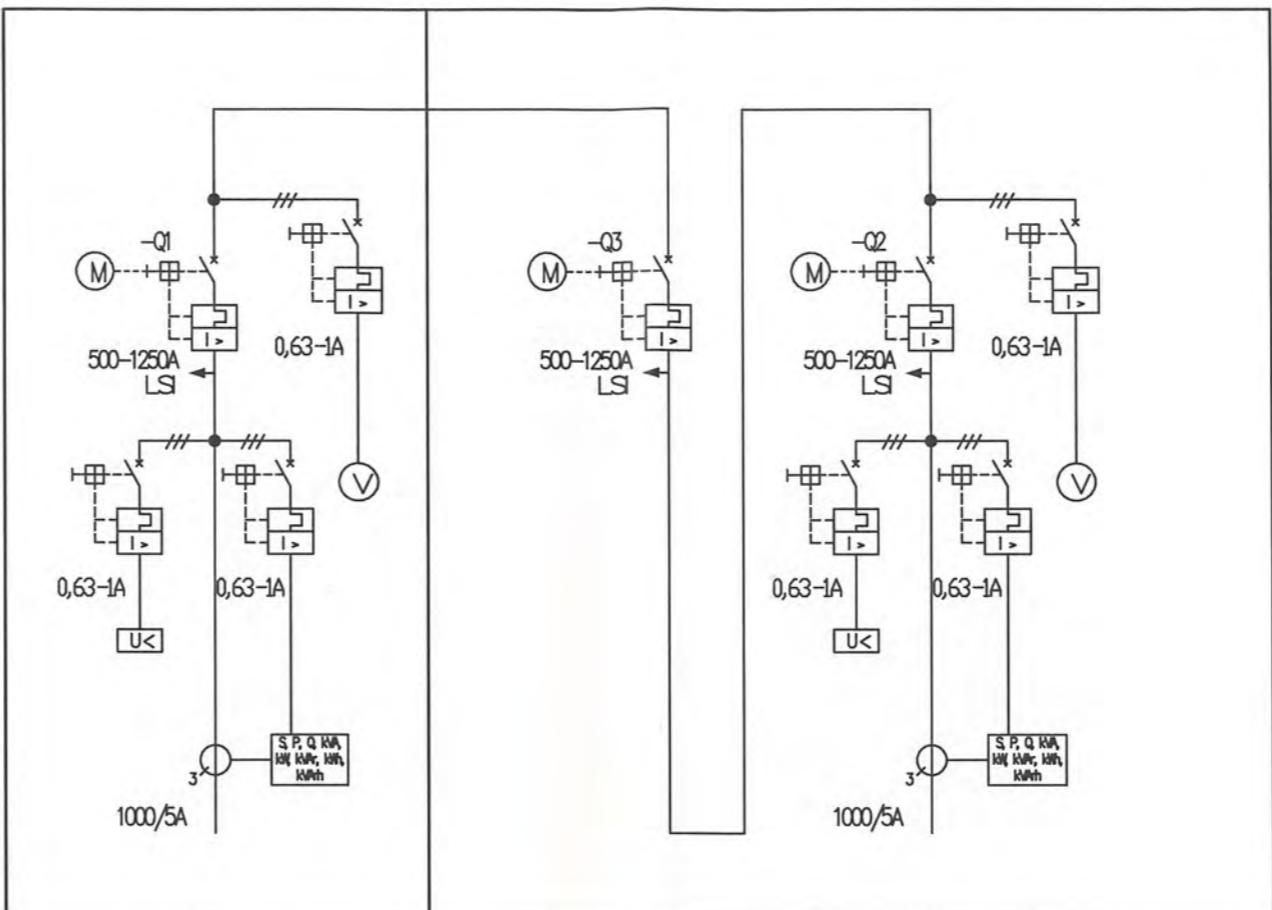 -Q1
M
I >
500-1250A
LSI
I >
0,63-1A
V
I >
0,63-1A
U<
I >
0,63-1A
S, P, Q, kVA,
kW, kVAr, kWh,
kVArh
3
1000/5A
-Q3
M
I >
500-1250A
LSI
-Q2
M
I >
500-1250A
LSI
I >
0,63-1A
V
I >
0,63-1A
U<
I >
0,63-1A
S, P, Q, kVA,
kW, kVAr, kWh,
kVArh
3
1000/5A